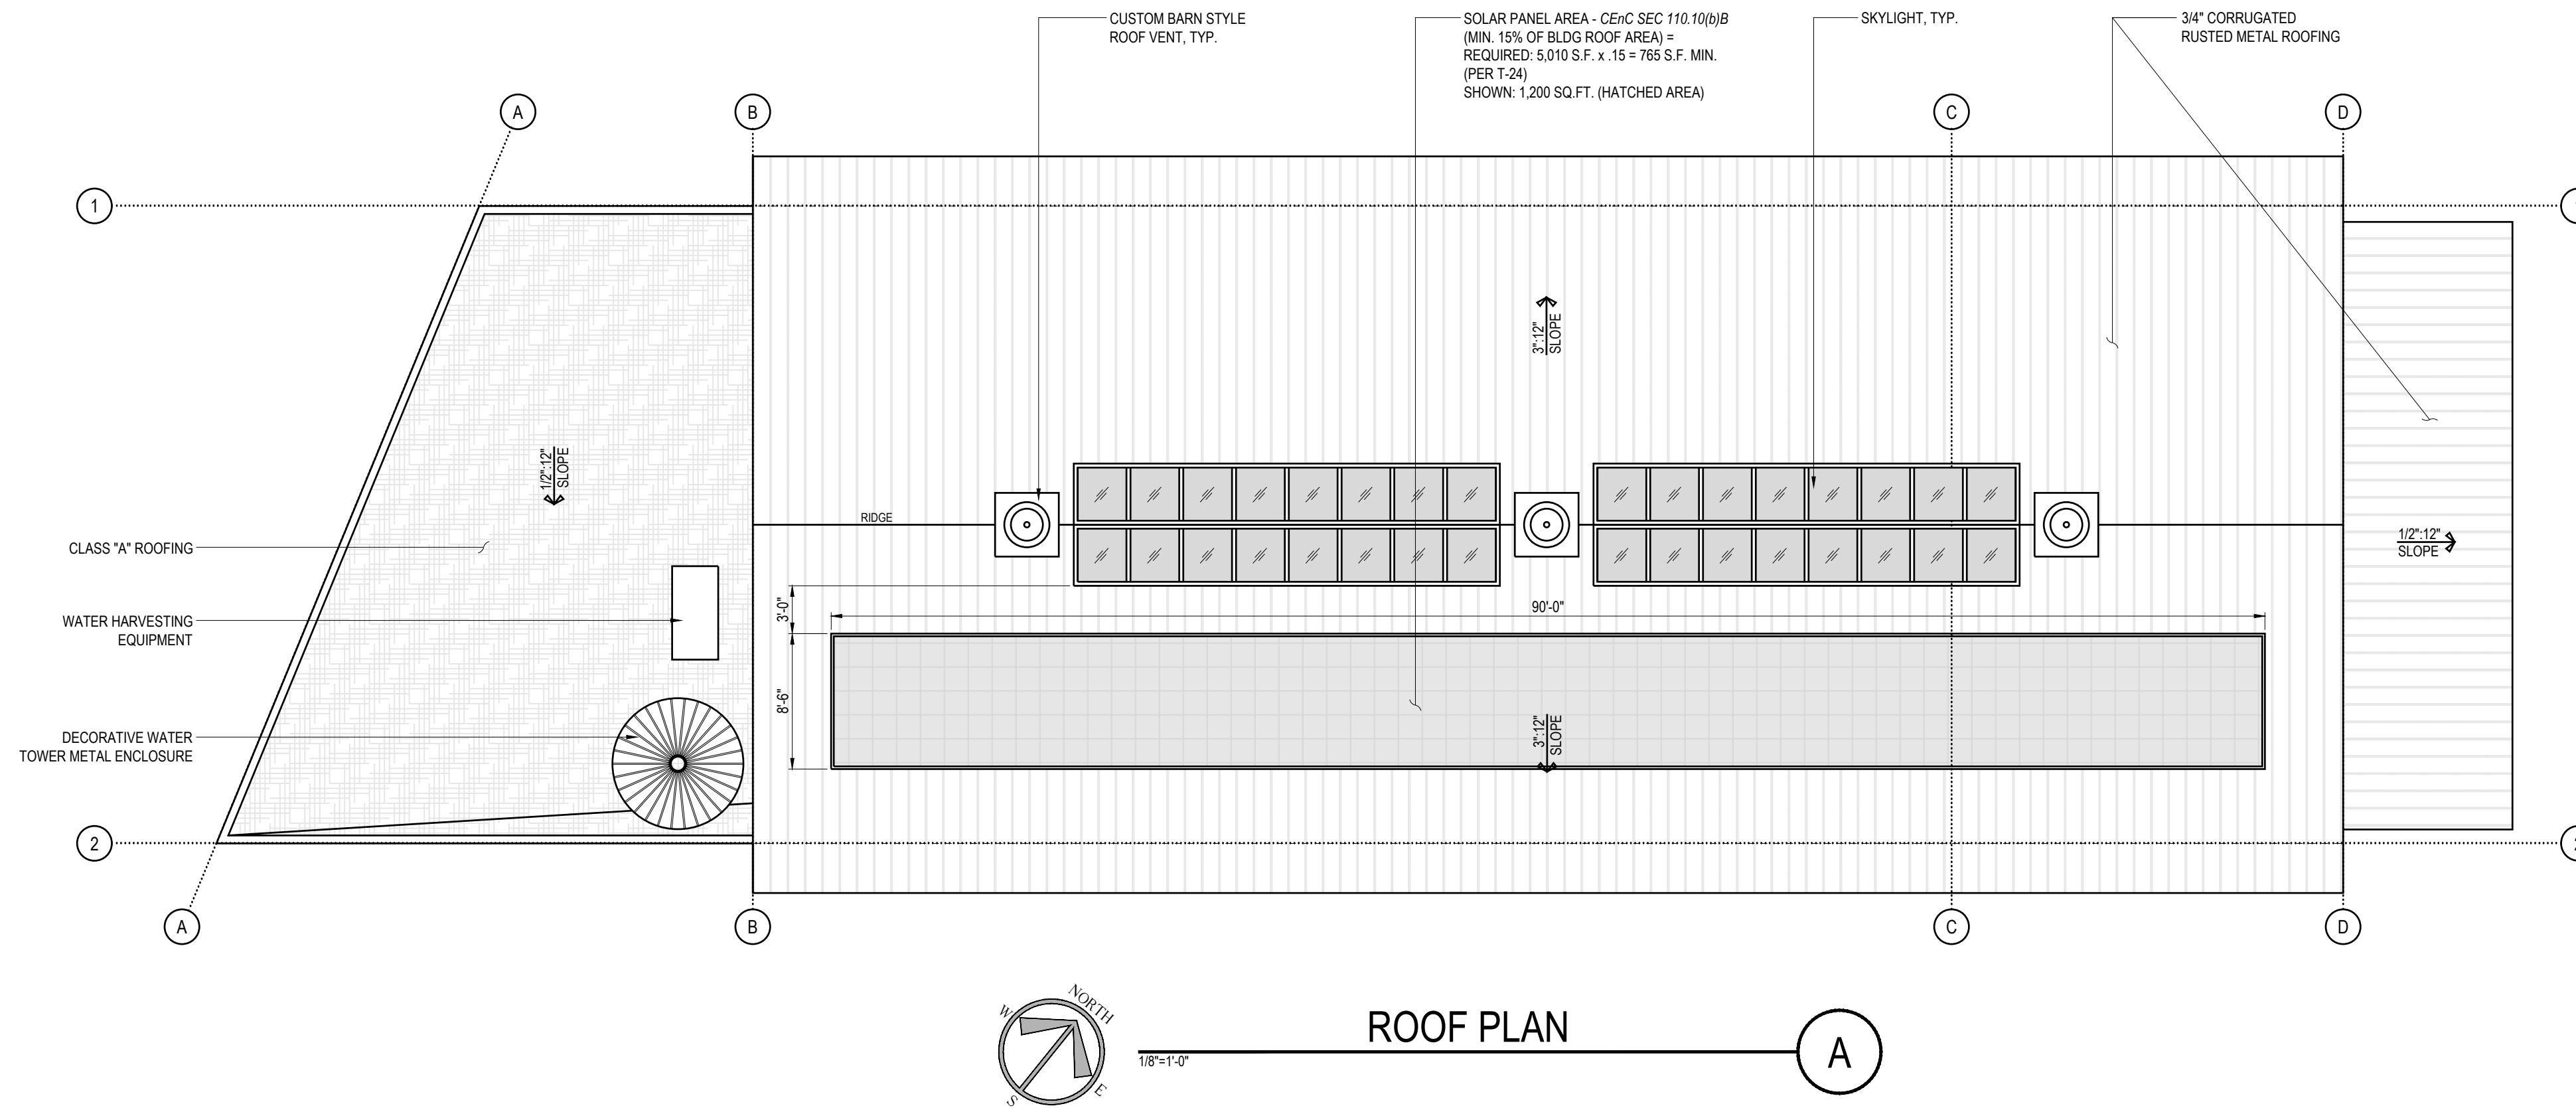 CUSTOM BARN STYLE
ROOF VENT, TYP.
SOLAR PANEL AREA - CEnC SEC 110.10(b)B
(MIN. 15% OF BLDG ROOF AREA) =
REQUIRED: 5,010 S.F. x .15 = 765 S.F. MIN.
(PER T-24)
SHOWN: 1,200 SQ.FT. (HATCHED AREA)
SKYLIGHT, TYP.
3/4" CORRUGATED
RUSTED METAL ROOFING
A
B
C
D
1
3":12"
SLOPE
1/2":12"
SLOPE
RIDGE
CLASS "A" ROOFING
1/2":12"
SLOPE
WATER HARVESTING
EQUIPMENT
3'-0"
90'-0"
8'-6"
3":12"
SLOPE
DECORATIVE WATER
TOWER METAL ENCLOSURE
2
A
B
C
D
NORTH
W
S
E
ROOF PLAN
1/8"=1'-0"
A